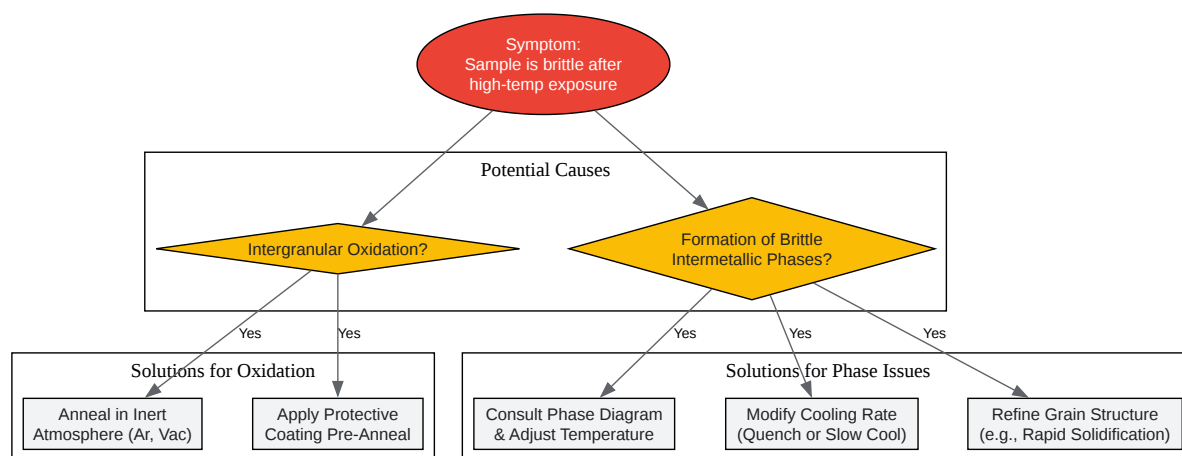 Symptom:
Sample is brittle after
high-temp exposure
Potential Causes
Intergranular Oxidation?
Formation of Brittle
Intermetallic Phases?
Yes
Yes
Yes
Yes
Yes
Solutions for Oxidation
Anneal in Inert
Atmosphere (Ar, Vac)
Apply Protective
Coating Pre-Anneal
Solutions for Phase Issues
Consult Phase Diagram
& Adjust Temperature
Modify Cooling Rate
(Quench or Slow Cool)
Refine Grain Structure
(e.g., Rapid Solidification)